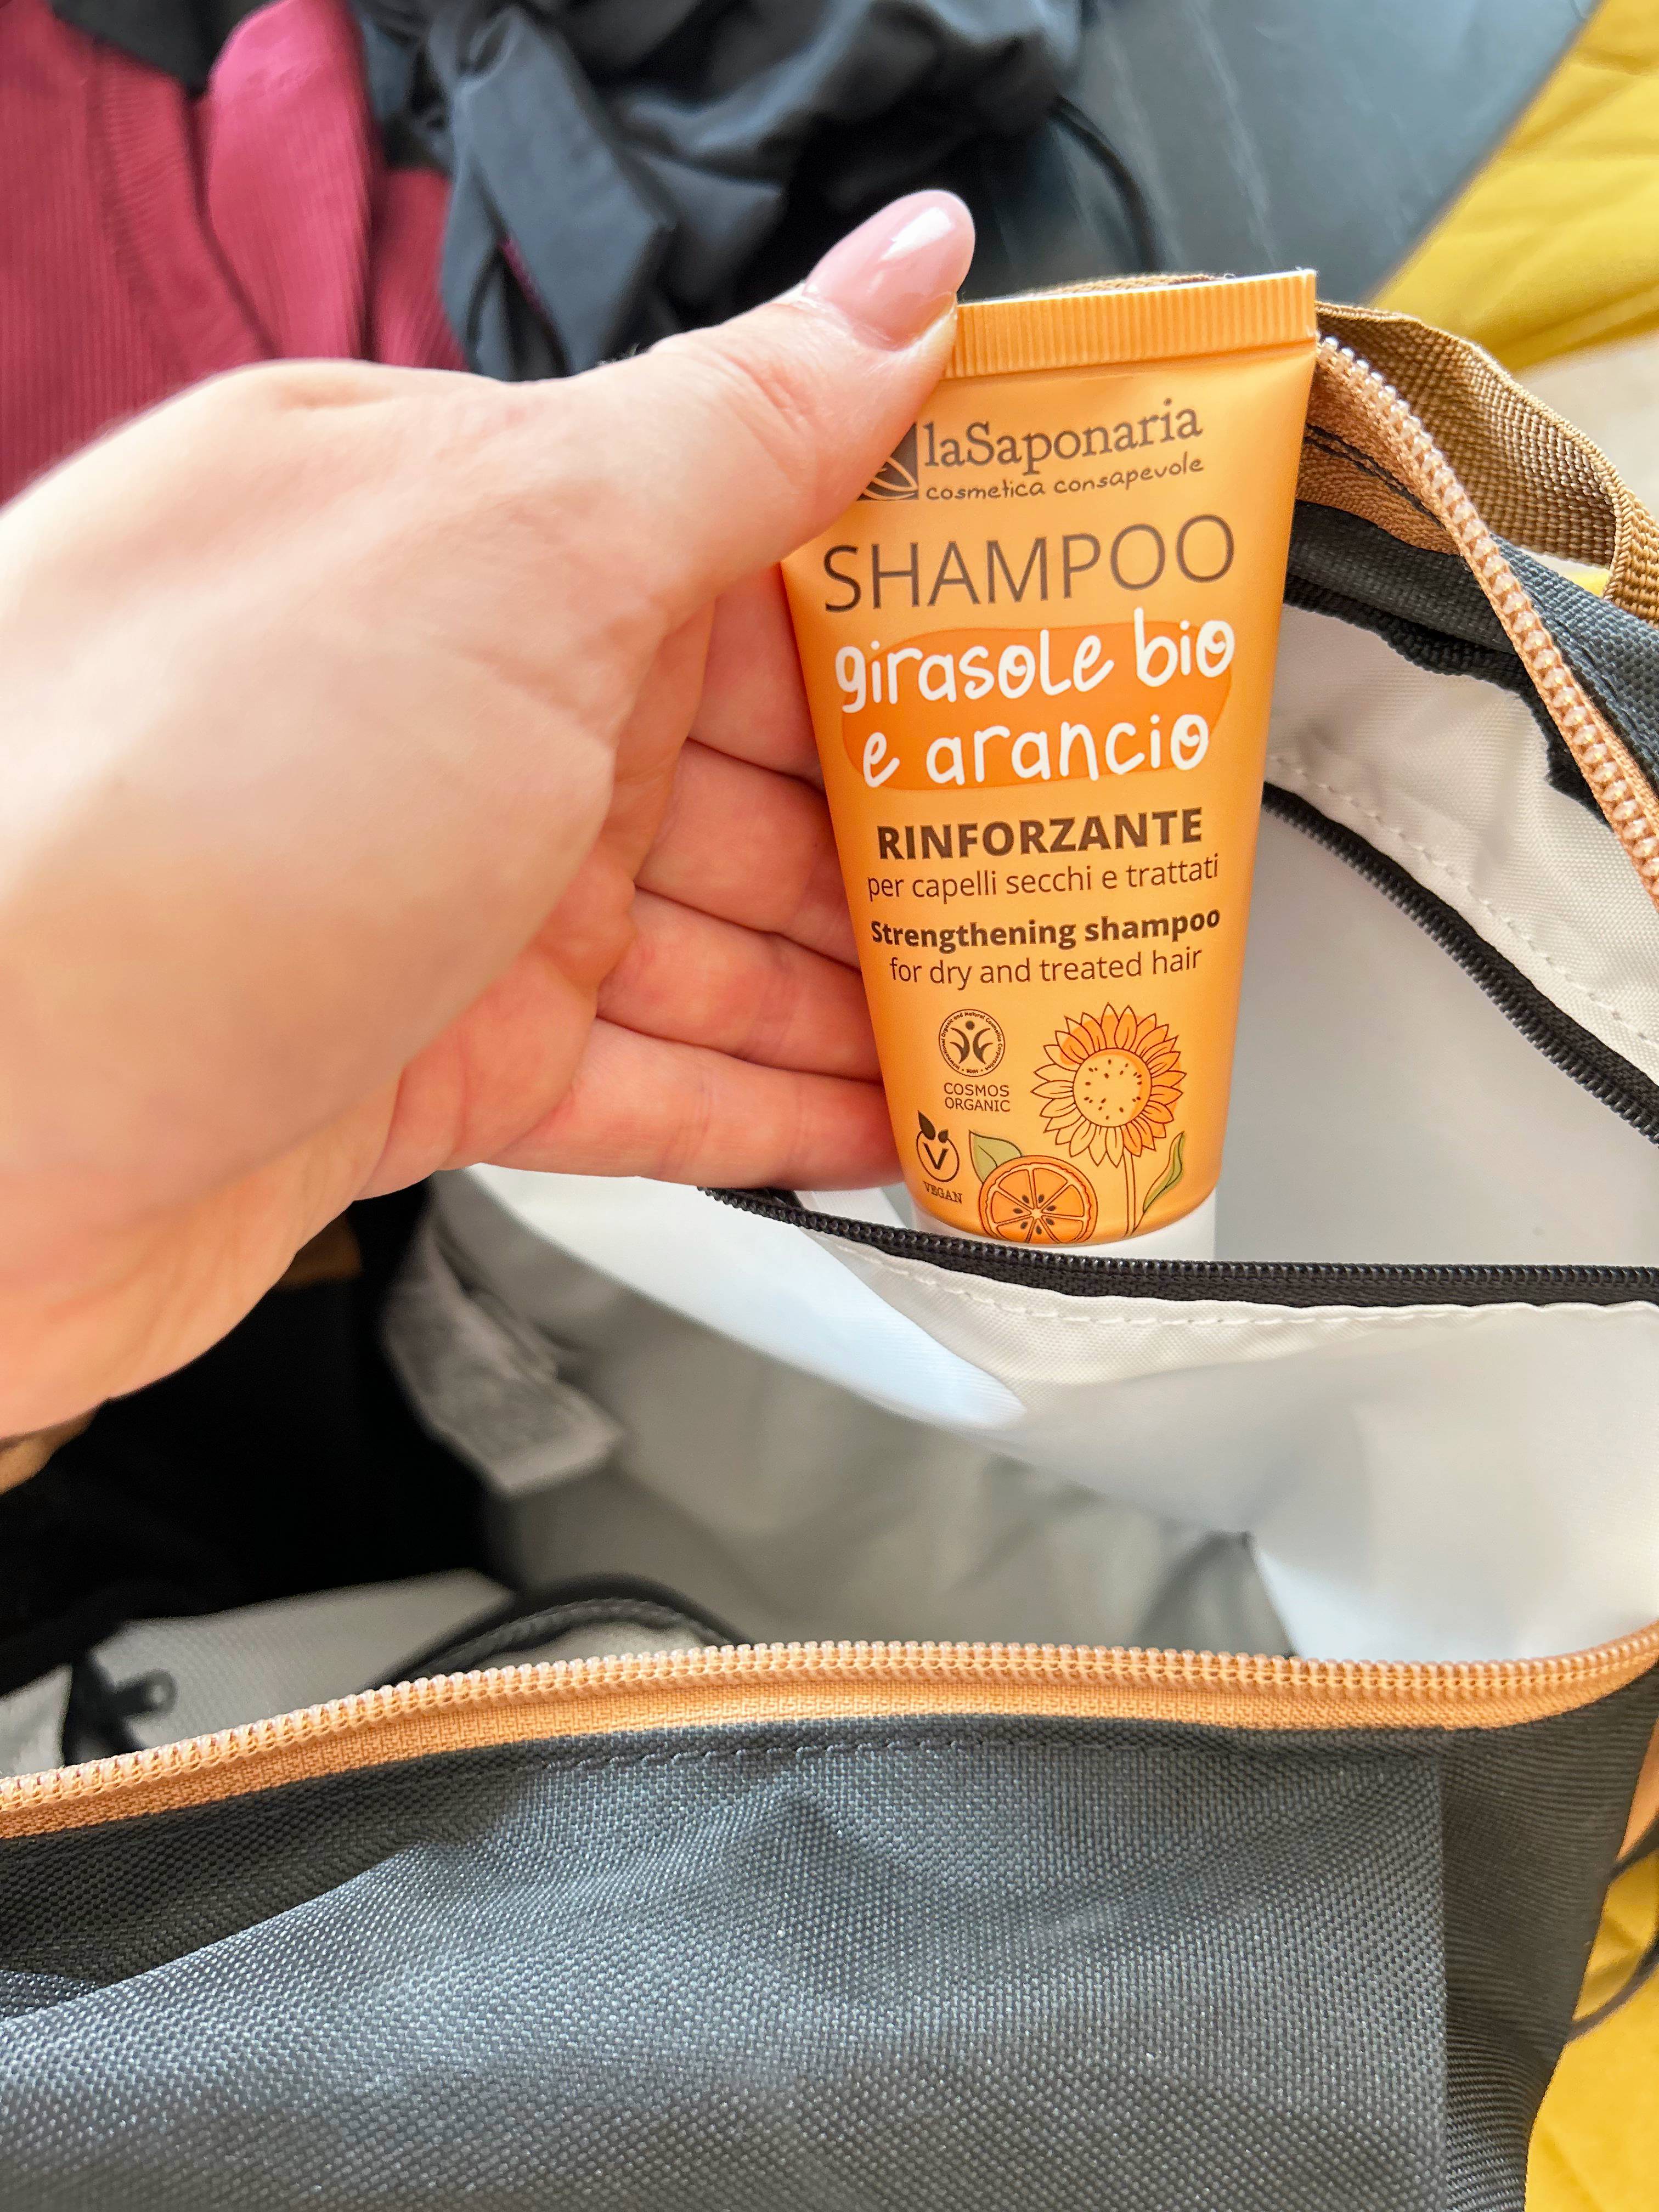 laSaponaria
cosmetica consapevole
SHAMPOO
girasole bio
e arancio
RINFORZANTE
per capelli secchi e trattati
Strengthening shampoo
for dry and treated hair
COSMOS
ORGANIC
V
VEGAN